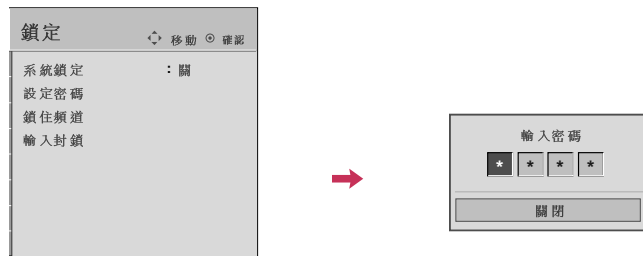 鎖定 移動 ⊙ 確認
系統鎖定 : 關
設定密碼
鎖住頻道
輸入封鎖
輸入密碼
* * * *
關閉